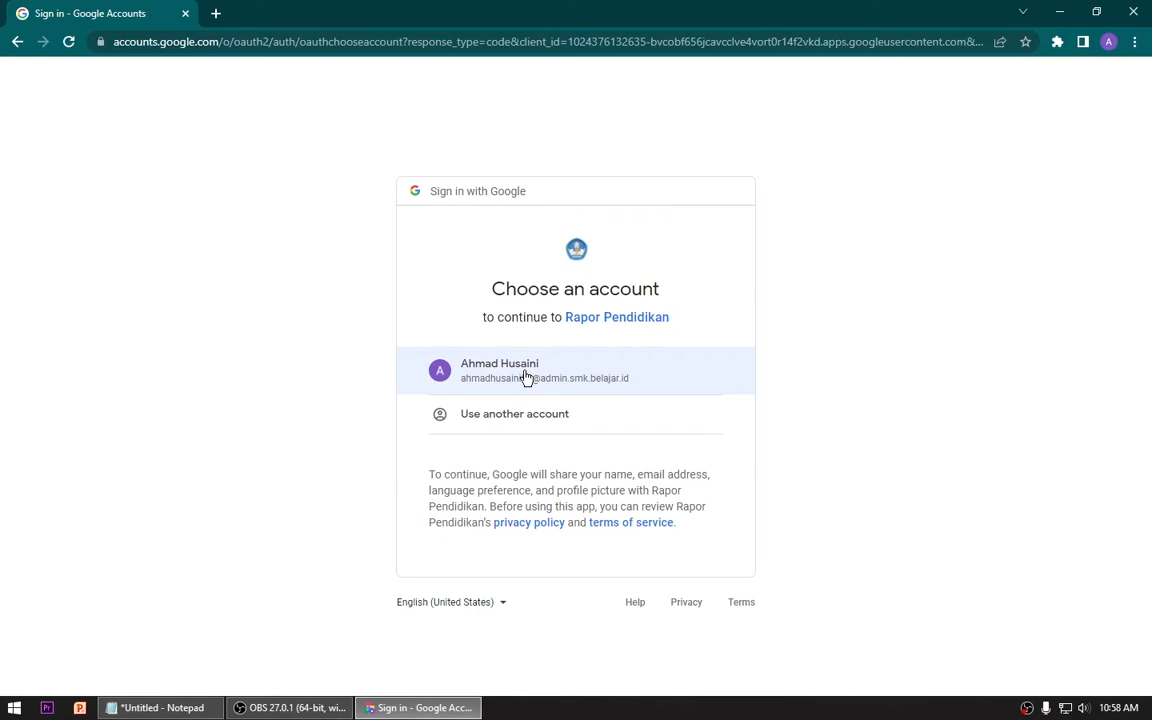 Sign in - Google Accounts
accounts.google.com/o/oauth2/auth/oauthchooseaccount?response_type=code&client_id=1024376132635-bvcobf656jcavcclve4vort0r14f2vkd.apps.googleusercontent.com&...
A
G Sign in with Google
Choose an account
to continue to Rapor Pendidikan
A
Ahmad Husaini
@admin.smk.belajar.id
Use another account
To continue, Google will share your name, email address,
language preference, and profile picture with Rapor
Pendidikan. Before using this app, you can review Rapor
Pendidikan's privacy policy and terms of service.
English (United States)
Help Privacy Terms
Pr
P
*Untitled - Notepad
OBS 27.0.1 (64-bit, wi...
Sign in - Google Acc...
10:58 AM